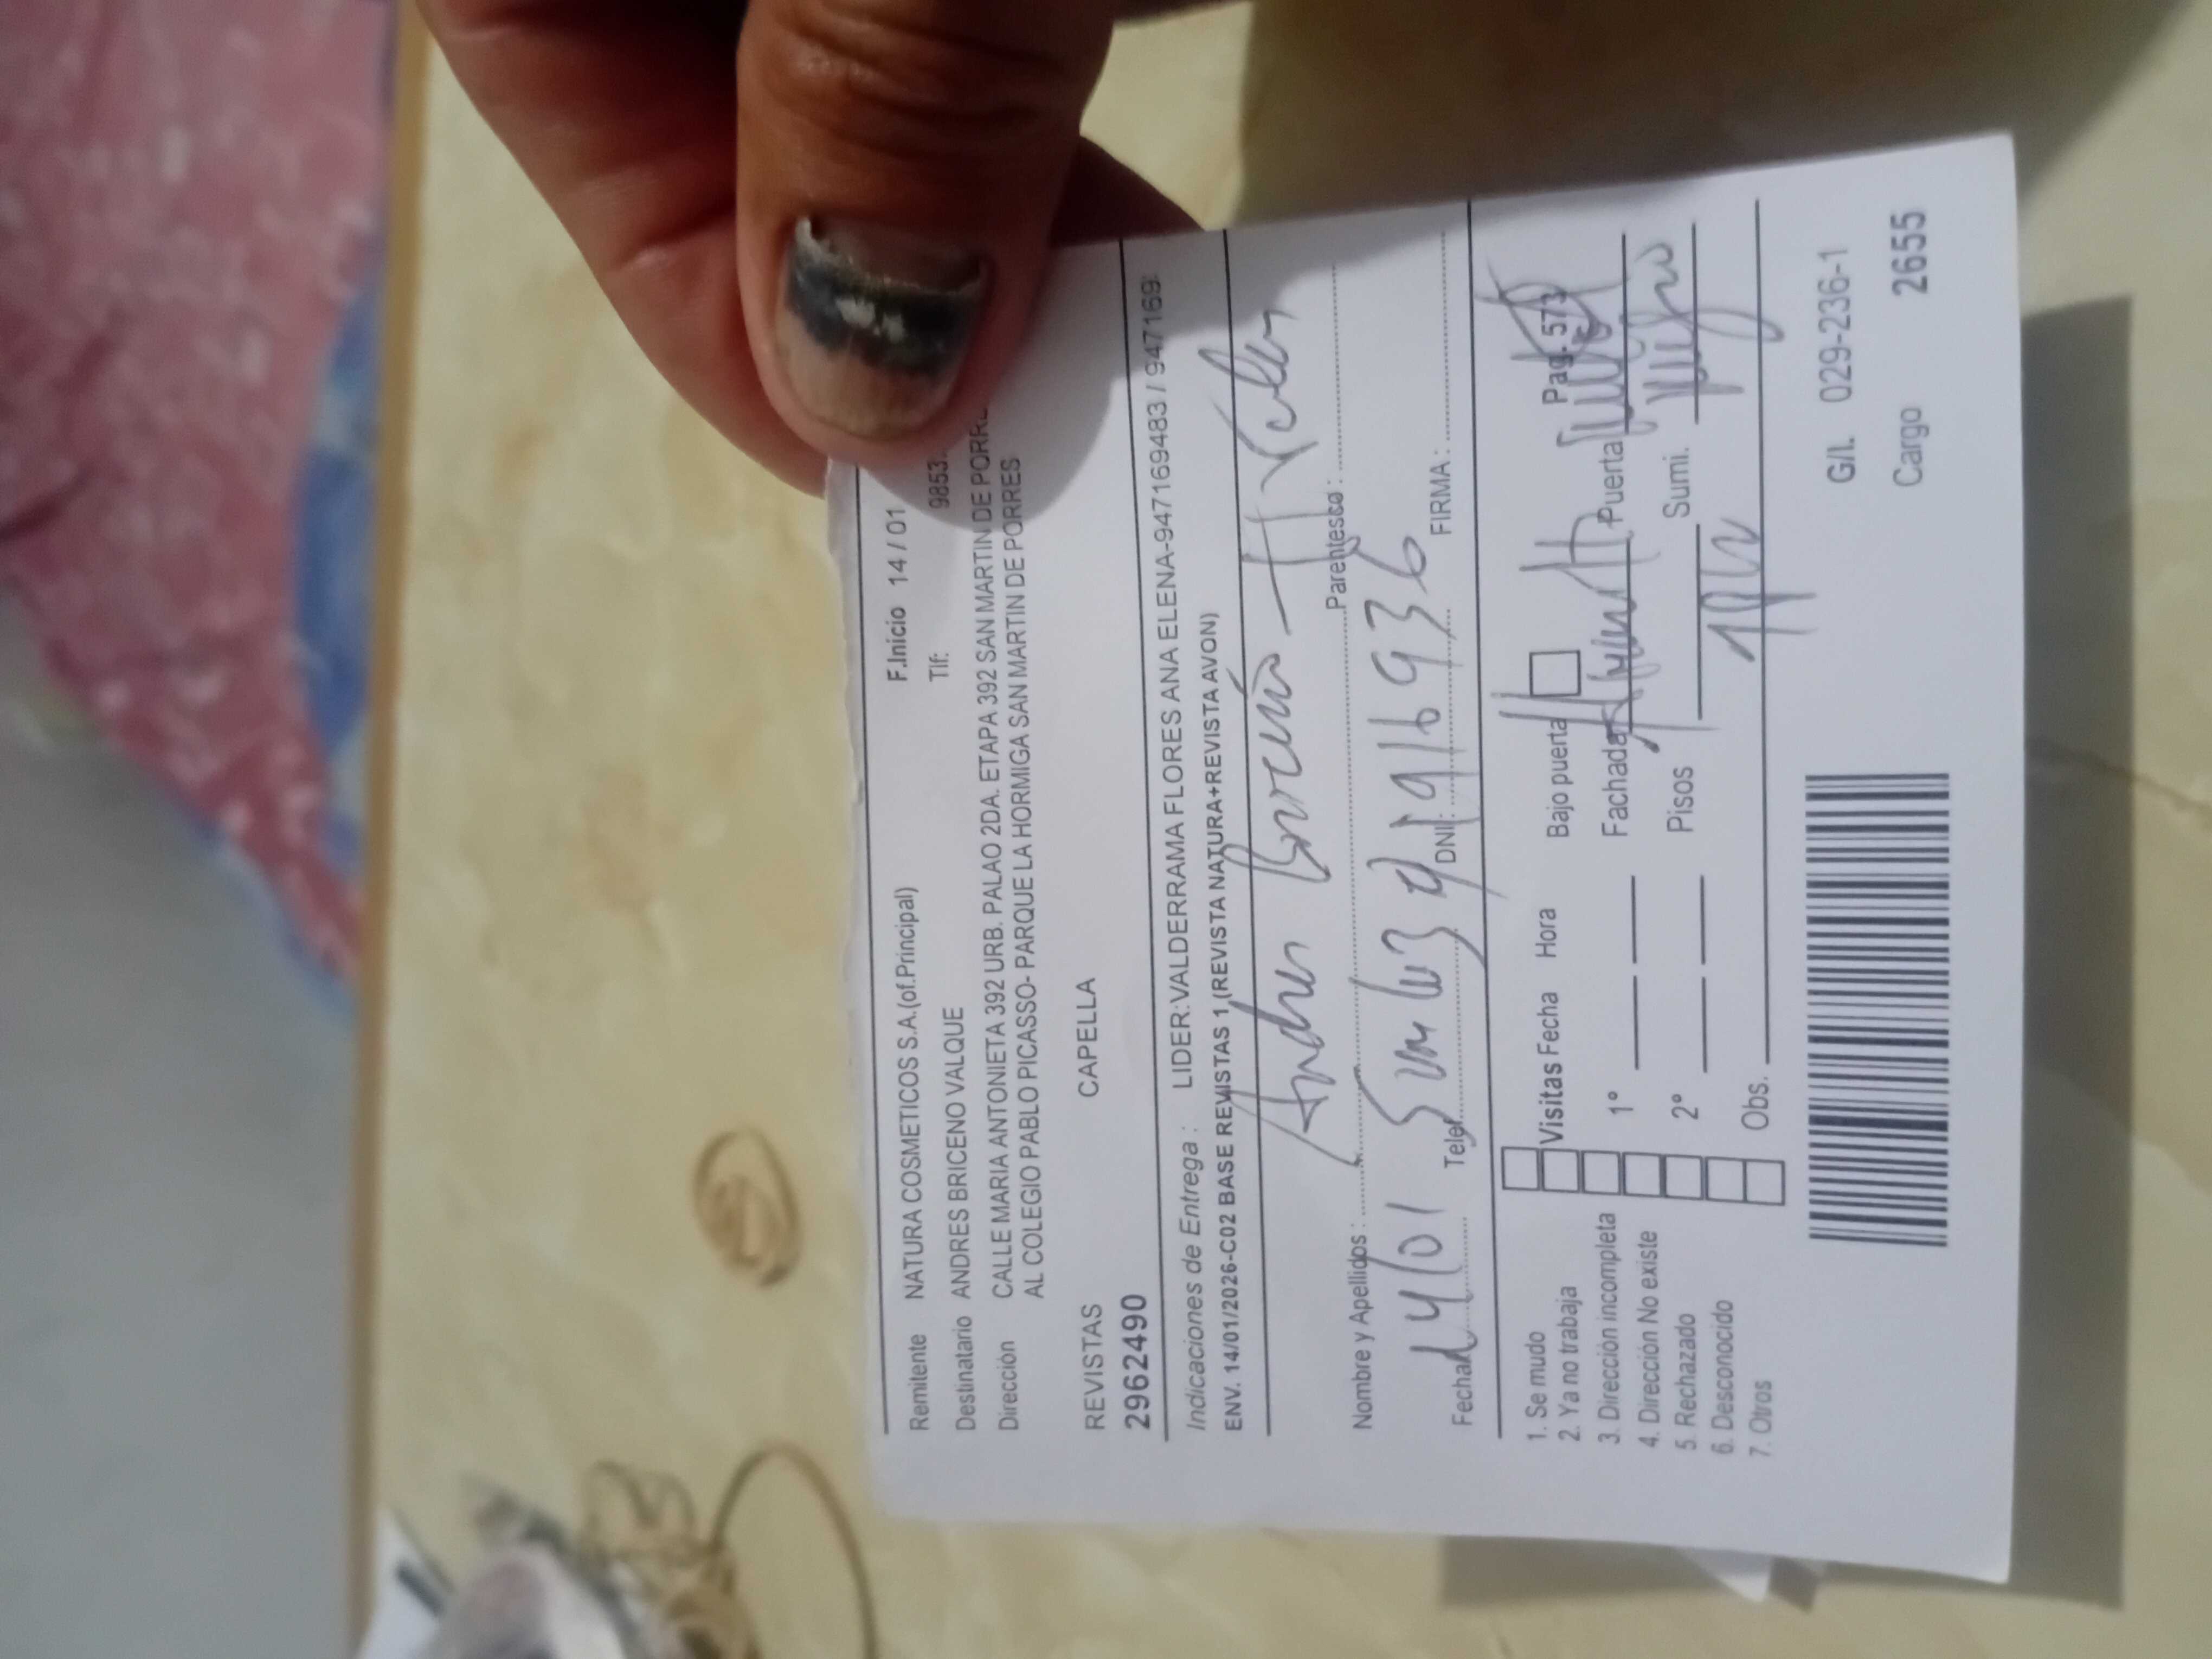 F.Inicio 14 / 01
Remitente NATURA COSMETICOS S.A.(of.Principal)
Tlf: 9853
Destinatario ANDRES BRICENO VALQUE
Dirección CALLE MARIA ANTONIETA 392 URB. PALAO 2DA. ETAPA 392 SAN MARTIN DE PORRE
AL COLEGIO PABLO PICASSO- PARQUE LA HORMIGA SAN MARTIN DE PORRES
REVISTAS CAPELLA
2962490
Indicaciones de Entrega : LIDER:VALDERRAMA FLORES ANA ELENA-947169483 / 947169
ENV. 14/01/2026-C02 BASE REVISTAS 1 (REVISTA NATURA+REVISTA AVON)
Nombre y Apellidos : Parentesco :
Fecha 14/01 Telef. DNI : FIRMA :
1. Se mudo
2. Ya no trabaja
3. Dirección incompleta
4. Dirección No existe
5. Rechazado
6. Desconocido
7. Otros
Visitas Fecha Hora Bajo puerta Pag. 573
1° Fachada Puerta
2° Pisos Sumi.
Obs.
G/I. 029-236-1
Cargo 2655